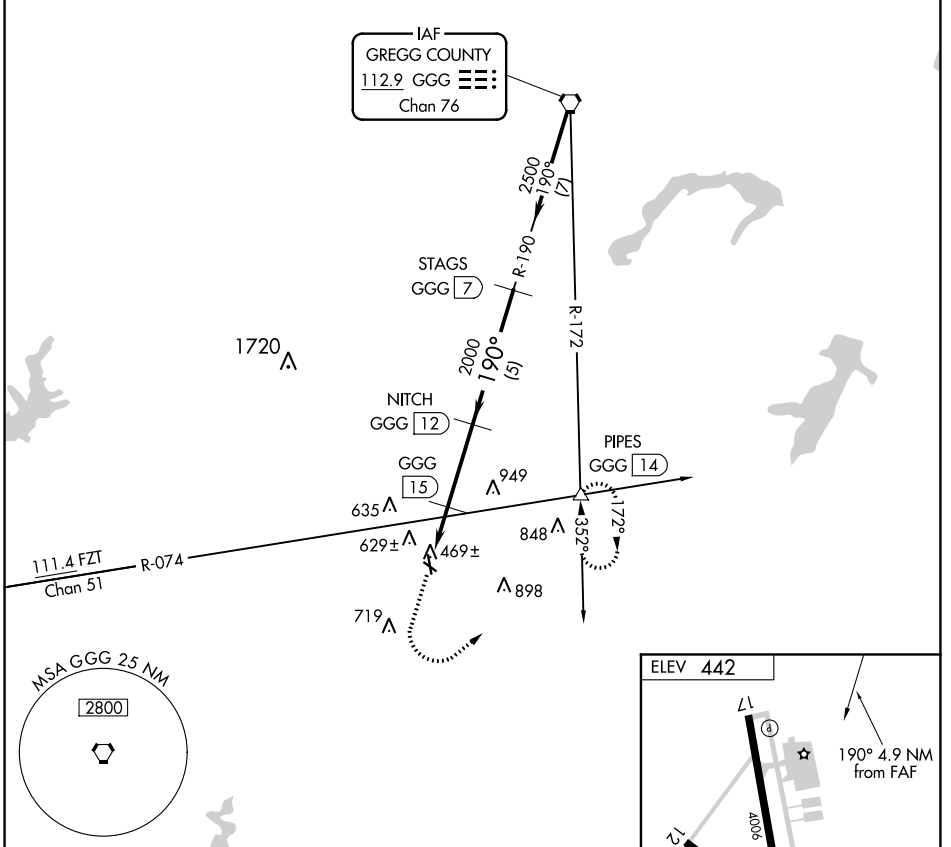 IAF
GREGG COUNTY
112.9 GGG
Chan 76
2500
190°
(7)
R-190
STAGS
GGG 7
R-172
1720
2000
190°
(5)
NITCH
GGG 12
PIPES
GGG 14
GGG
15
949
635
172°
848
352°
629±
469±
111.4 FZT
Chan 51
R-074
898
719
MSA GGG 25 NM
2800
ELEV 442
17
P
190° 4.9 NM
from FAF
4006
12